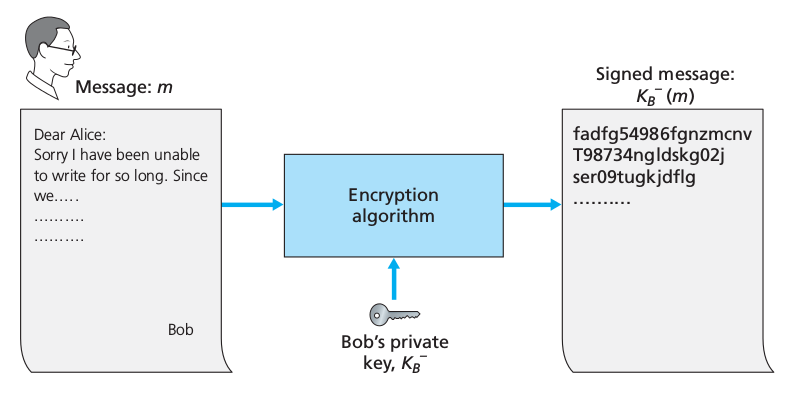 Message: m
Dear Alice:
Sorry I have been unable
to write for so long. Since
we.....
..........
..........
Bob
Encryption
algorithm
Bob's private
key, K_B^−
Signed message:
K_B^− (m)
fadfg54986fgnzmcnv
T98734ngldskg02j
ser09tugkjdflg
..........